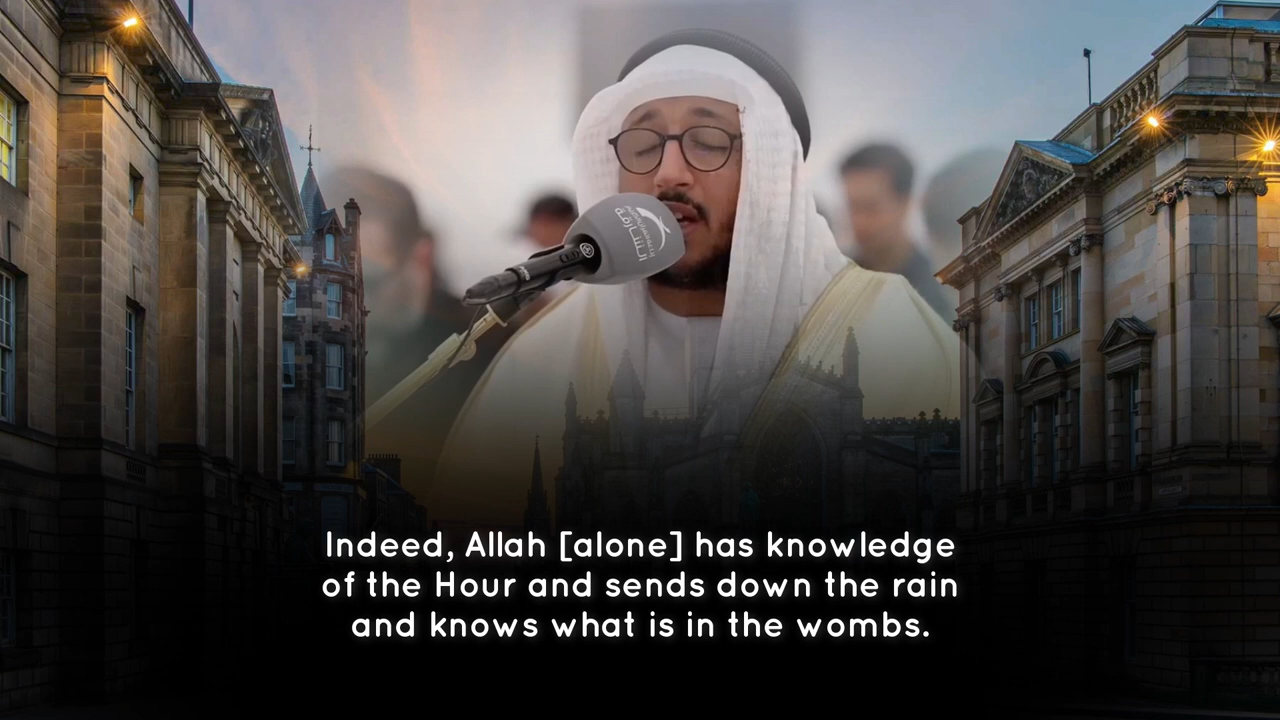 الشارقة
Indeed, Allah [alone] has knowledge
of the Hour and sends down the rain
and knows what is in the wombs.